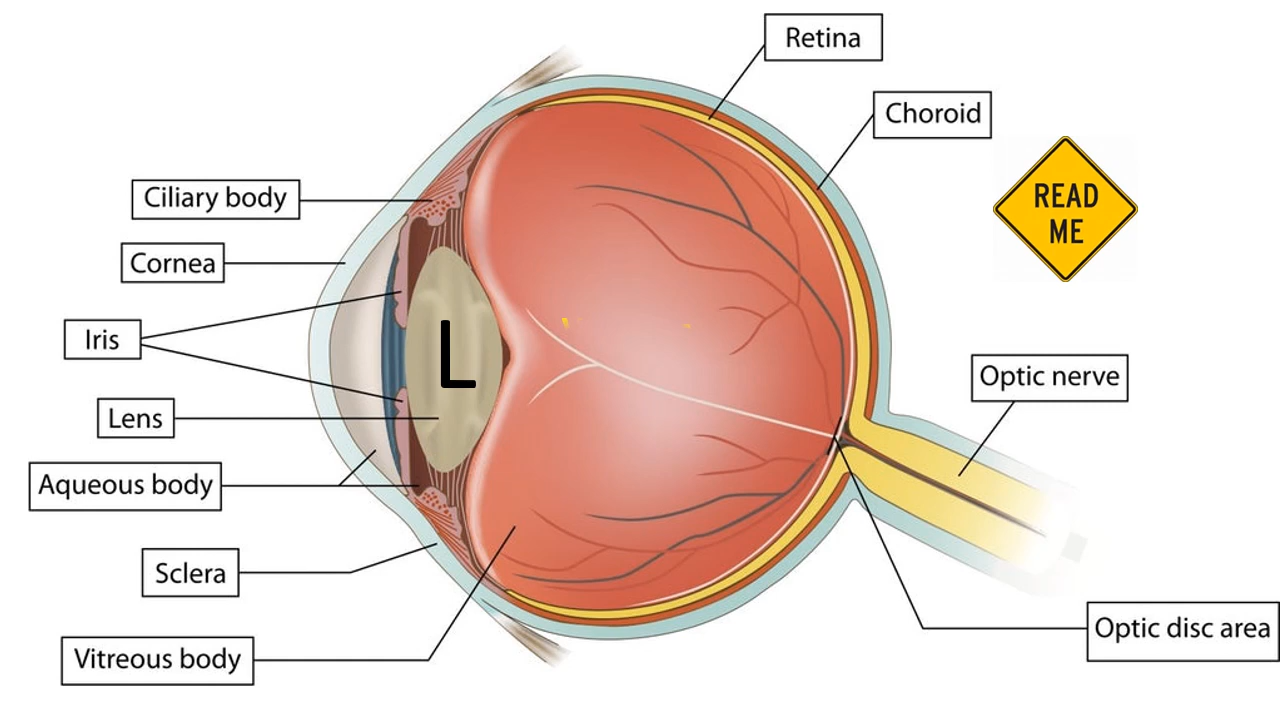 Retina
Choroid
READ
ME
Ciliary body
Cornea
Iris
L
Optic nerve
Lens
Aqueous body
Sclera
Optic disc area
Vitreous body